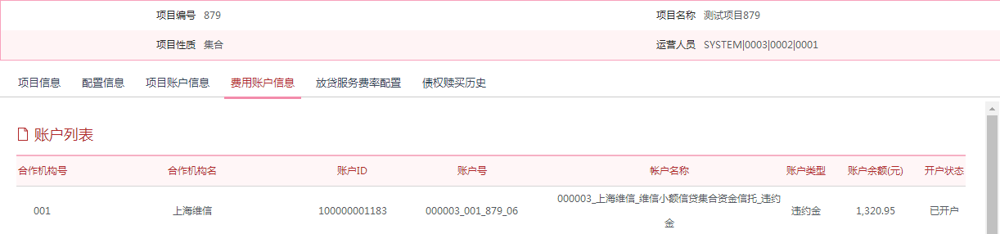 项目编号 879 项目名称 测试项目879
项目性质 集合 运营人员 SYSTEM|0003|0002|0001
项目信息 配置信息 项目账户信息 费用账户信息 放贷服务费率配置 债权赎买历史
账户列表
合作机构号 合作机构名 账户ID 账户号 帐户名称 账户类型 账户余额(元) 开户状态
001 上海维信 100000001183 000003_001_879_06 000003_上海维信_维信小额信贷集合资金信托_违约 违约金 1,320.95 已开户
金